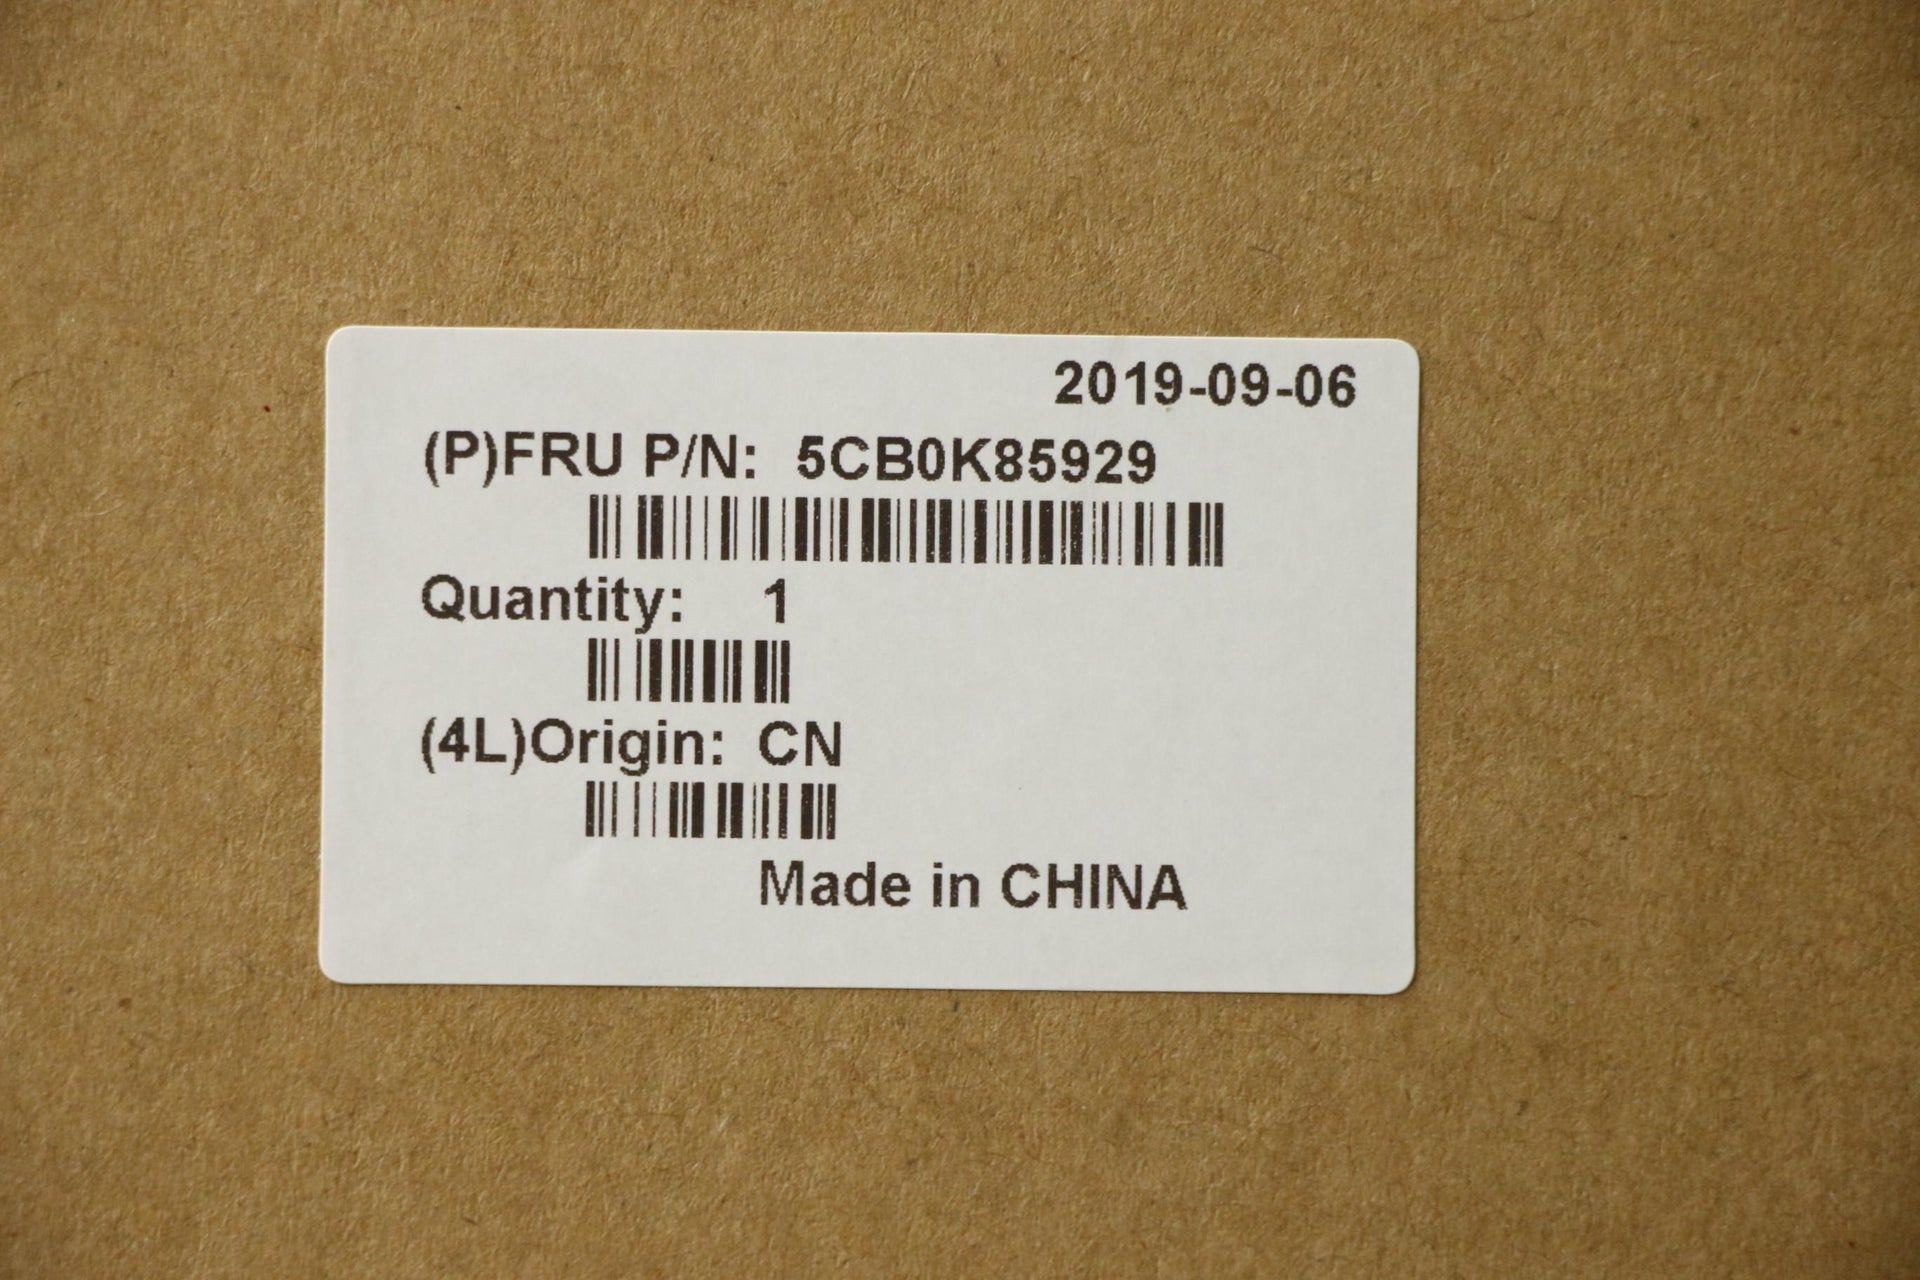 2019-09-06
(P)FRU P/N: 5CB0K85929
Quantity: 1
(4L)Origin: CN
Made in CHINA